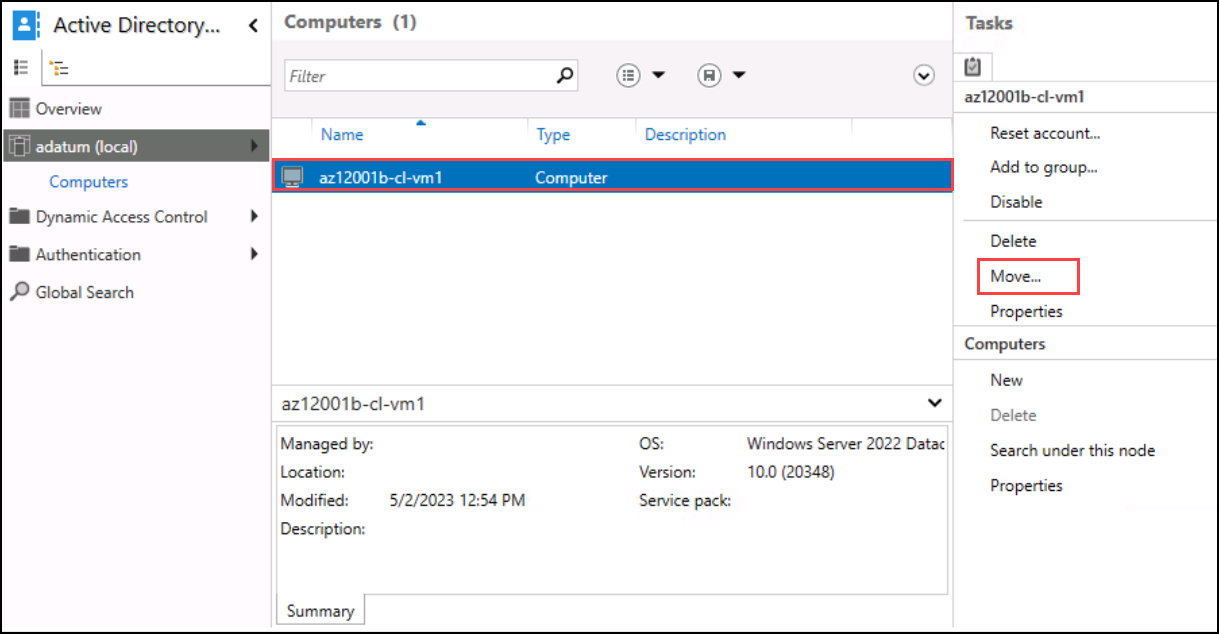 Active Directory...
Overview
adatum (local)
Computers
Dynamic Access Control
Authentication
Global Search
Computers (1)
Filter
Name Type Description
az12001b-cl-vm1 Computer
az12001b-cl-vm1
Managed by: OS: Windows Server 2022 Datac
Location: Version: 10.0 (20348)
Modified: 5/2/2023 12:54 PM Service pack:
Description:
Summary
Tasks
az12001b-cl-vm1
Reset account...
Add to group...
Disable
Delete
Move...
Properties
Computers
New
Delete
Search under this node
Properties